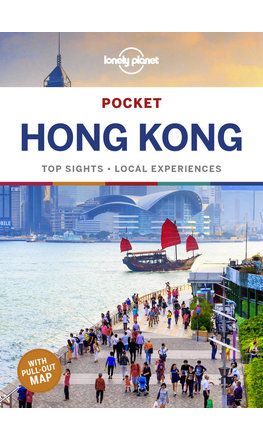 lonely planet
POCKET
HONG KONG
TOP SIGHTS • LOCAL EXPERIENCES
WITH
PULL-OUT
MAP